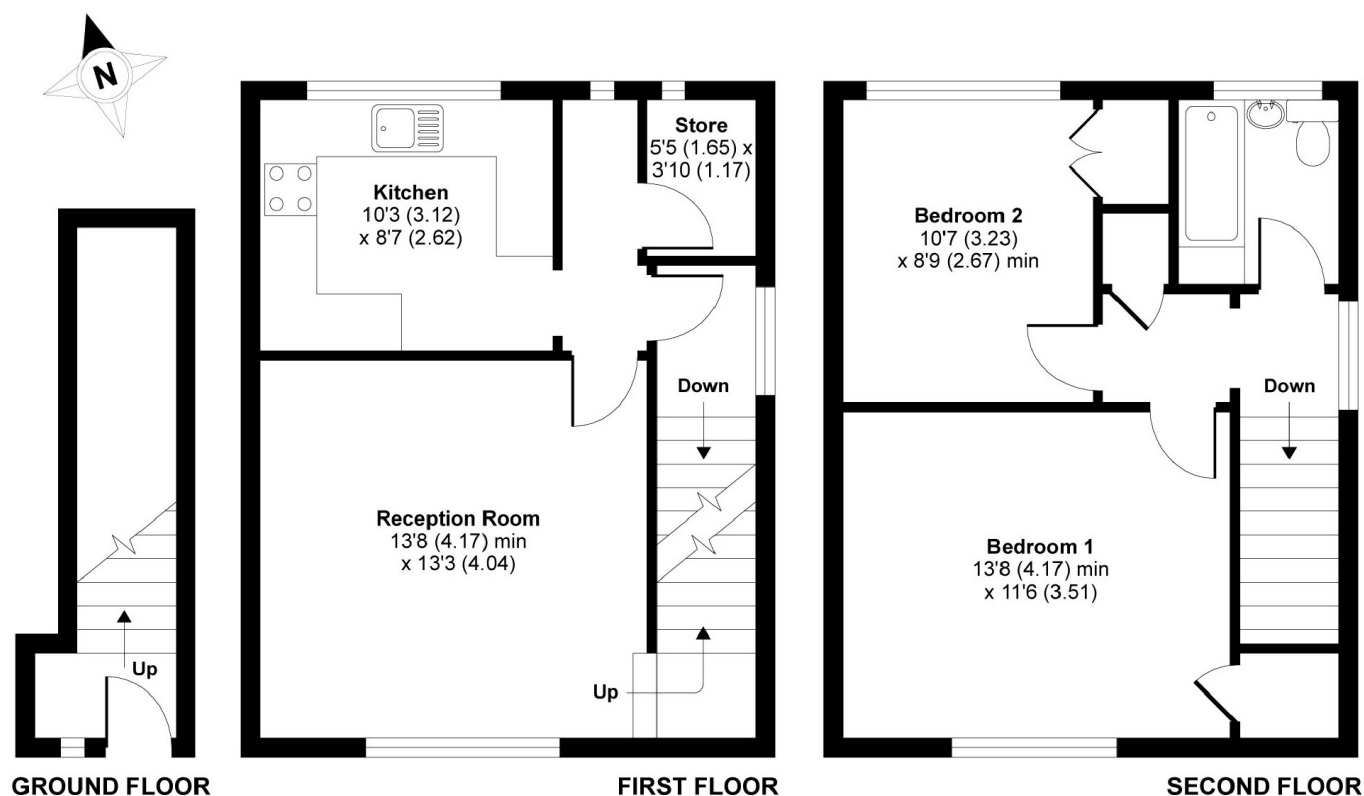 N
Kitchen
10'3 (3.12)
x 8'7 (2.62)
Store
5'5 (1.65) x
3'10 (1.17)
Down
Reception Room
13'8 (4.17) min
x 13'3 (4.04)
Up
Bedroom 2
10'7 (3.23)
x 8'9 (2.67) min
Down
Bedroom 1
13'8 (4.17) min
x 11'6 (3.51)
Up
GROUND FLOOR
FIRST FLOOR
SECOND FLOOR